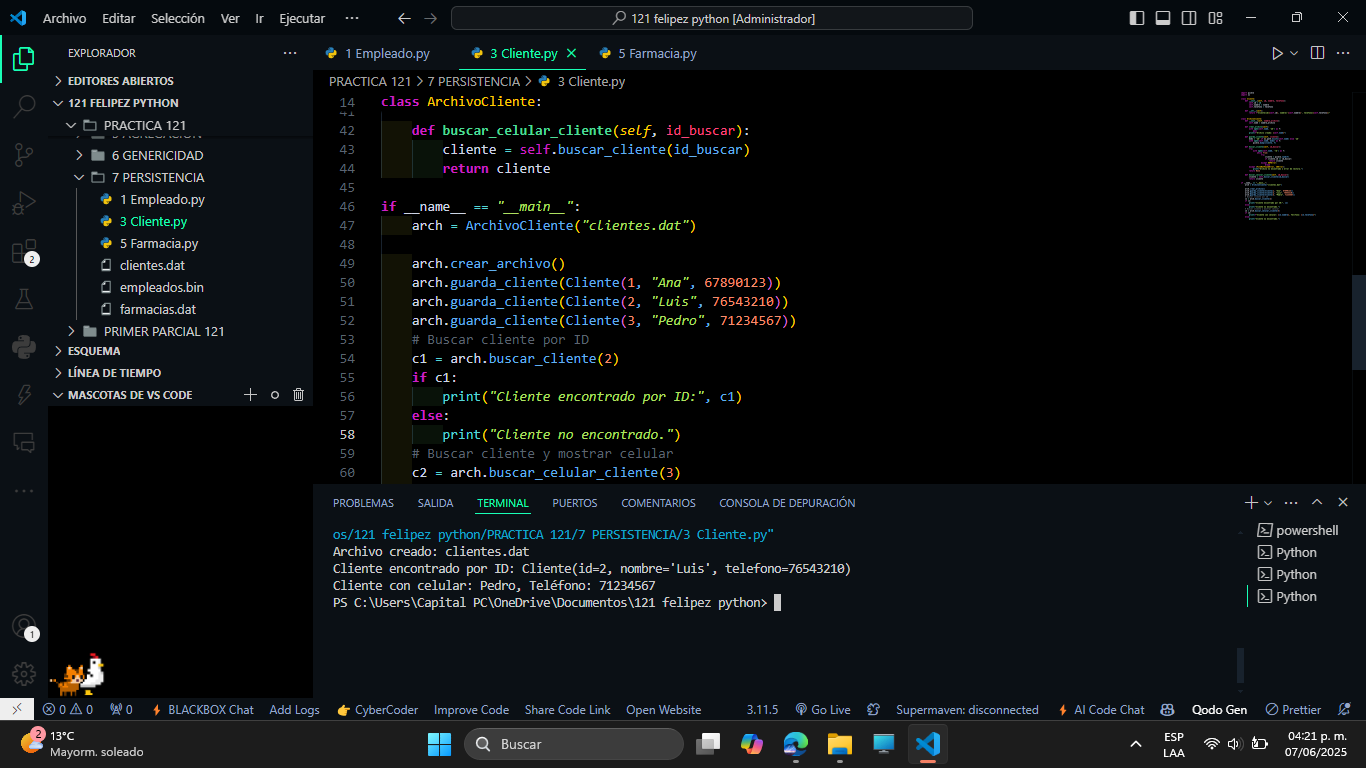 Archivo Editar Selección Ver Ir Ejecutar ···
121 felipez python [Administrador]
EXPLORADOR
EDITORES ABIERTOS
121 FELIPEZ PYTHON
PRACTICA 121
6 GENERICIDAD
7 PERSISTENCIA
1 Empleado.py
3 Cliente.py
5 Farmacia.py
clientes.dat
empleados.bin
farmacias.dat
PRIMER PARCIAL 121
ESQUEMA
LÍNEA DE TIEMPO
MASCOTAS DE VS CODE
2
1
1 Empleado.py 3 Cliente.py 5 Farmacia.py
PRACTICA 121 > 7 PERSISTENCIA > 3 Cliente.py
14 class ArchivoCliente:
41
42 def buscar_celular_cliente(self, id_buscar):
43 cliente = self.buscar_cliente(id_buscar)
44 return cliente
45
46 if __name__ == "__main__":
47 arch = ArchivoCliente("clientes.dat")
48
49 arch.crear_archivo()
50 arch.guarda_cliente(Cliente(1, "Ana", 67890123))
51 arch.guarda_cliente(Cliente(2, "Luis", 76543210))
52 arch.guarda_cliente(Cliente(3, "Pedro", 71234567))
53 # Buscar cliente por ID
54 c1 = arch.buscar_cliente(2)
55 if c1:
56 print("Cliente encontrado por ID:", c1)
57 else:
58 print("Cliente no encontrado.")
59 # Buscar cliente y mostrar celular
60 c2 = arch.buscar_celular_cliente(3)
PROBLEMAS SALIDA TERMINAL PUERTOS COMENTARIOS CONSOLA DE DEPURACIÓN
os/121 felipez python/PRACTICA 121/7 PERSISTENCIA/3 Cliente.py"
Archivo creado: clientes.dat
Cliente encontrado por ID: Cliente(id=2, nombre='Luis', telefono=76543210)
Cliente con celular: Pedro, Teléfono: 71234567
PS C:\Users\Capital PC\OneDrive\Documentos\121 felipez python>
powershell
Python
Python
Python
0 0 0 BLACKBOX Chat Add Logs CyberCoder Improve Code Share Code Link Open Website 3.11.5 Go Live Supermaven: disconnected AI Code Chat Qodo Gen Prettier
2
13°C
Mayorm. soleado
Buscar
ESP
LAA
04:21 p. m.
07/06/2025